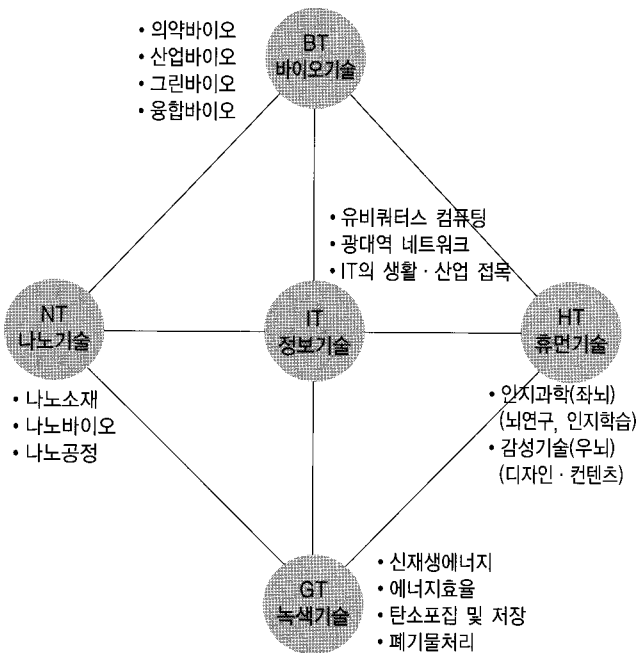 • 의약바이오
• 산업바이오
• 그린바이오
• 융합바이오
BT
바이오기술
• 유비쿼터스 컴퓨팅
• 광대역 네트워크
• IT의 생활 · 산업 접목
NT
나노기술
IT
정보기술
HT
휴먼기술
• 나노소재
• 나노바이오
• 나노공정
• 인지과학(좌뇌)
(뇌연구, 인지학습)
• 감성기술(우뇌)
(디자인 · 컨텐츠)
GT
녹색기술
• 신재생에너지
• 에너지효율
• 탄소포집 및 저장
• 폐기물처리